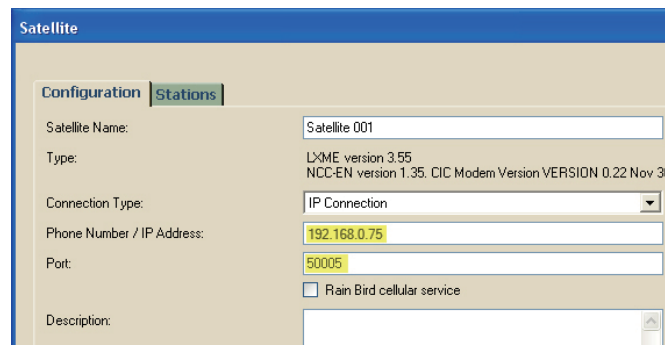 Satellite
Configuration Stations
Satellite Name: Satellite 001
Type: LXME version 3.55
NCC-EN version 1.35. CIC Modem Version VERSION 0.22 Nov
Connection Type: IP Connection
Phone Number / IP Address: 192.168.0.75
Port: 50005
Rain Bird cellular service
Description: